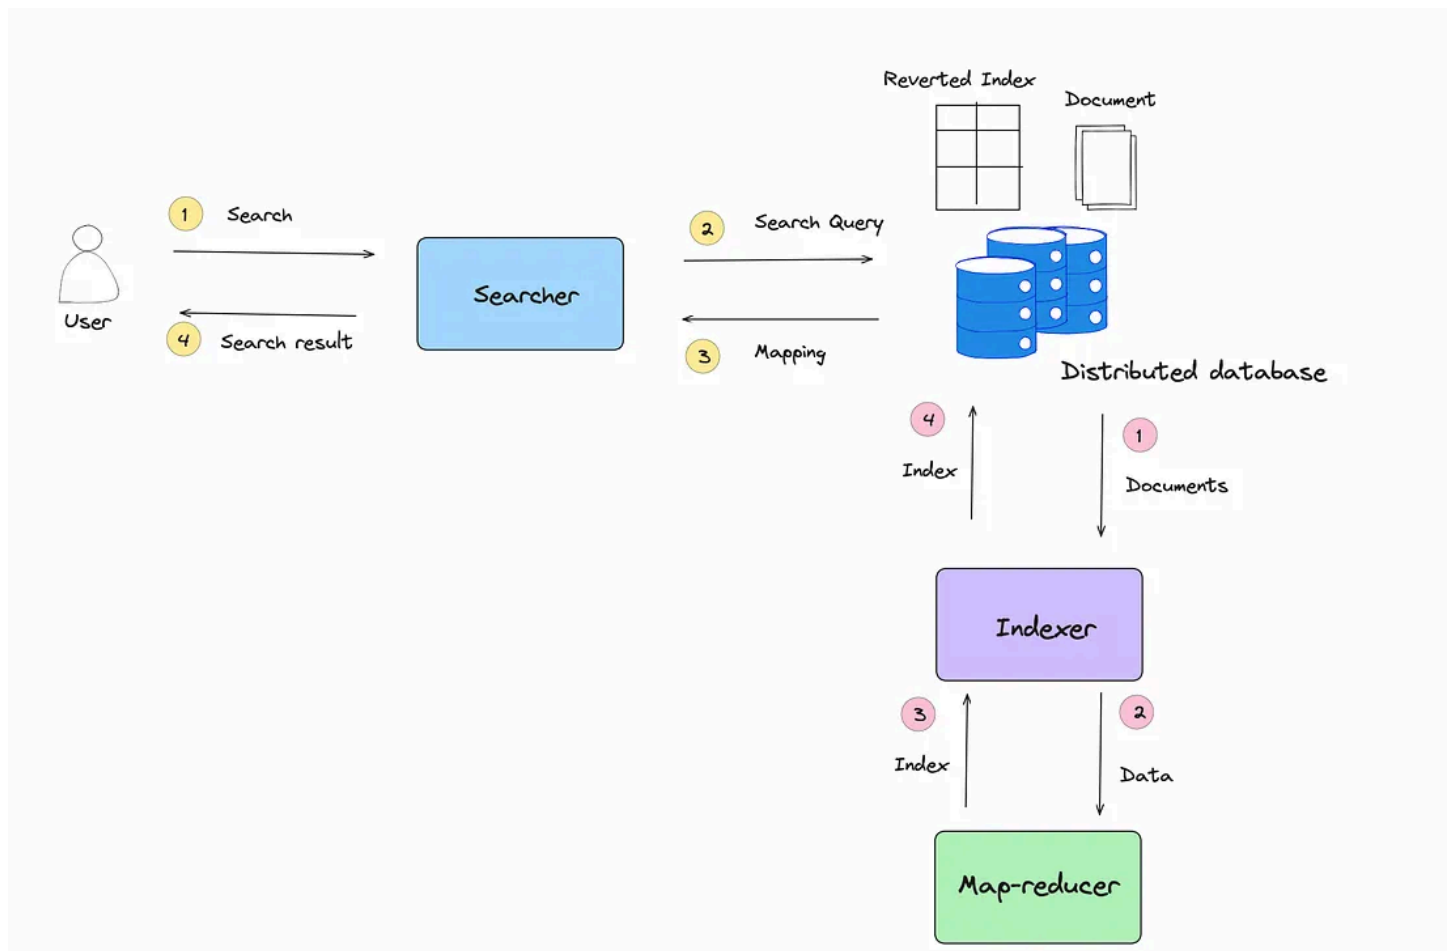 Reverted Index
Document
1 Search
2 Search Query
Searcher
User
4 Search result
3 Mapping
Distributed database
4
1
Index
Documents
Indexer
3
2
Index
Data
Map-reducer